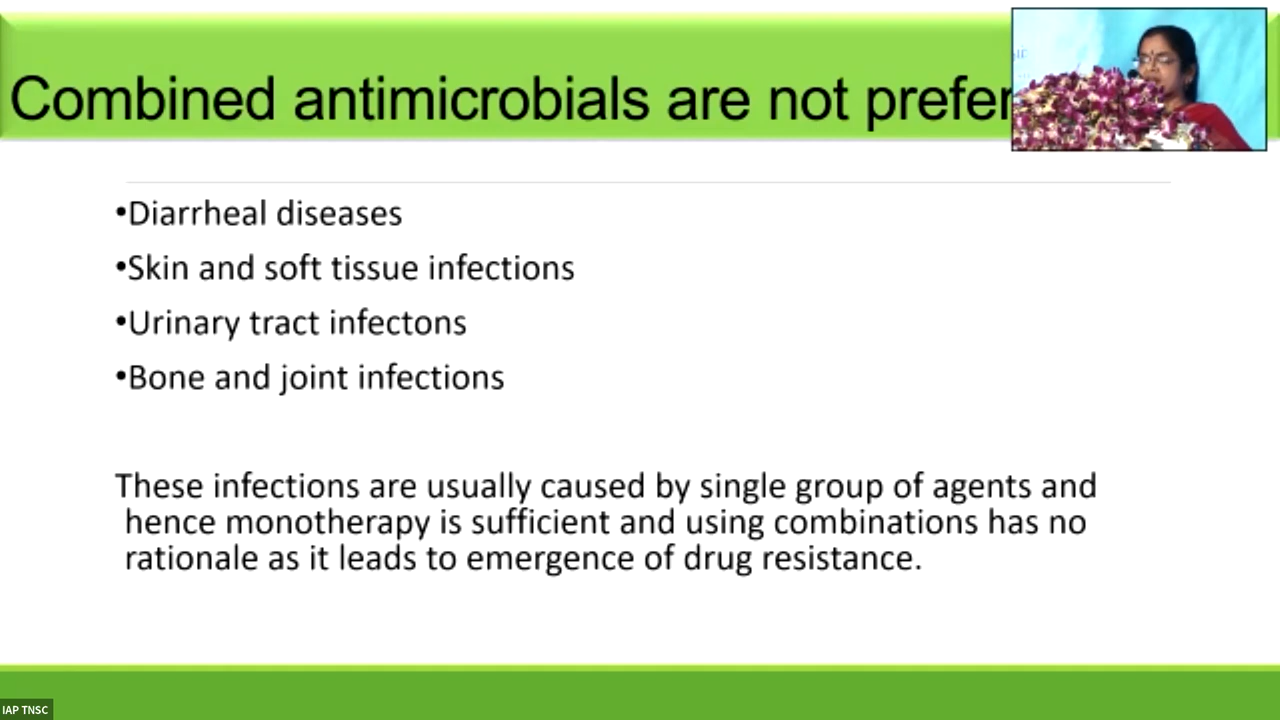 Combined antimicrobials are not prefer
•Diarrheal diseases
•Skin and soft tissue infections
•Urinary tract infectons
•Bone and joint infections
These infections are usually caused by single group of agents and
hence monotherapy is sufficient and using combinations has no
rationale as it leads to emergence of drug resistance.
IAP TNSC